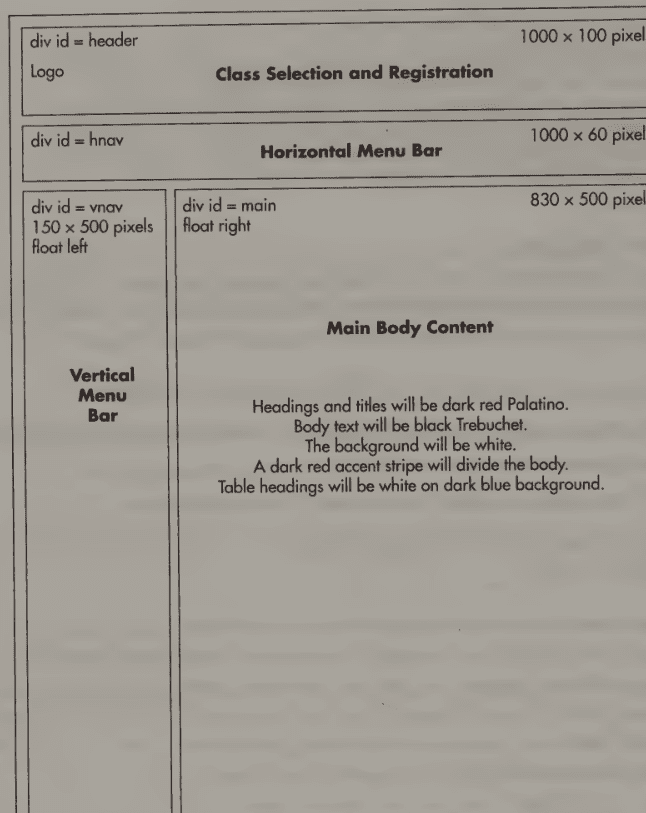 div id = header 1000 × 100 pixel
Logo Class Selection and Registration
div id = hnav 1000 × 60 pixel
Horizontal Menu Bar
div id = vnav
150 × 500 pixels
float left
div id = main 830 × 500 pixel
float right
Main Body Content
Vertical
Menu
Bar
Headings and titles will be dark red Palatino.
Body text will be black Trebuchet.
The background will be white.
A dark red accent stripe will divide the body.
Table headings will be white on dark blue background.